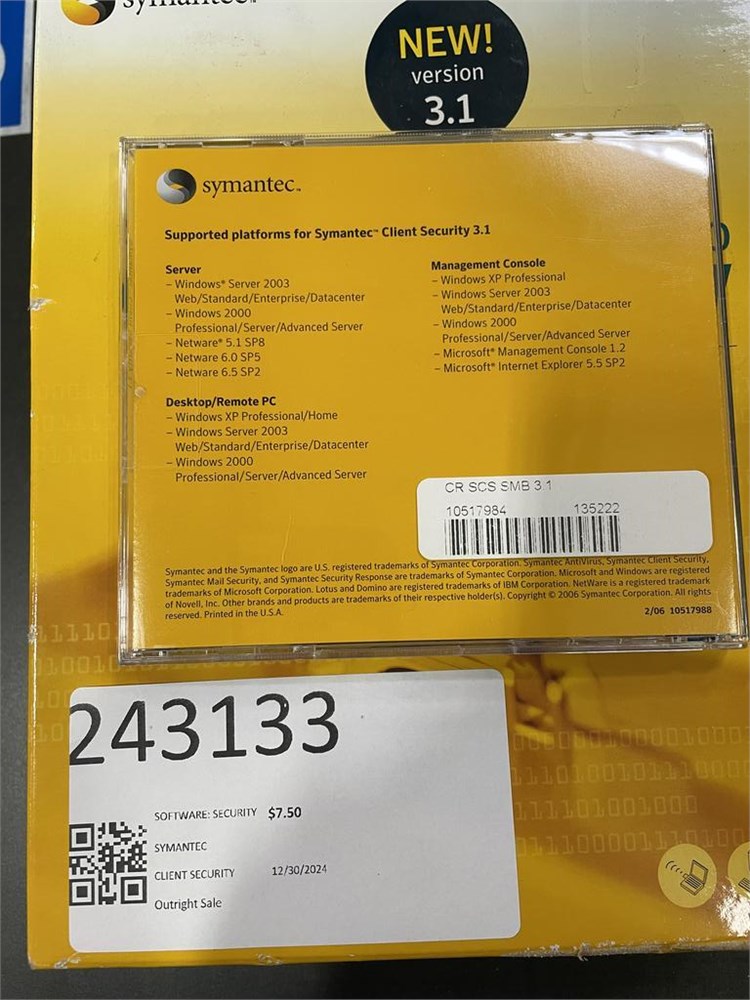 symantec™
NEW!
version
3.1
symantec™
Supported platforms for Symantec™ Client Security 3.1
Server
– Windows® Server 2003
Web/Standard/Enterprise/Datacenter
– Windows 2000
Professional/Server/Advanced Server
– Netware® 5.1 SP8
– Netware 6.0 SP5
– Netware 6.5 SP2
Desktop/Remote PC
– Windows XP Professional/Home
– Windows Server 2003
Web/Standard/Enterprise/Datacenter
– Windows 2000
Professional/Server/Advanced Server
Management Console
– Windows XP Professional
– Windows Server 2003
Web/Standard/Enterprise/Datacenter
– Windows 2000
Professional/Server/Advanced Server
– Microsoft® Management Console 1.2
– Microsoft® Internet Explorer 5.5 SP2
CR SCS SMB 3.1
10517984 135222
Symantec and the Symantec logo are U.S. registered trademarks of Symantec Corporation. Symantec AntiVirus, Symantec Client Security,
Symantec Mail Security, and Symantec Security Response are trademarks of Symantec Corporation. Microsoft and Windows are registered
trademarks of Microsoft Corporation. Lotus and Domino are registered trademarks of IBM Corporation. NetWare is a registered trademark
of Novell, Inc. Other brands and products are trademarks of their respective holder(s). Copyright © 2006 Symantec Corporation. All rights
reserved. Printed in the U.S.A.
2/06 10517988
243133
SOFTWARE: SECURITY $7.50
SYMANTEC
CLIENT SECURITY 12/30/2024
Outright Sale